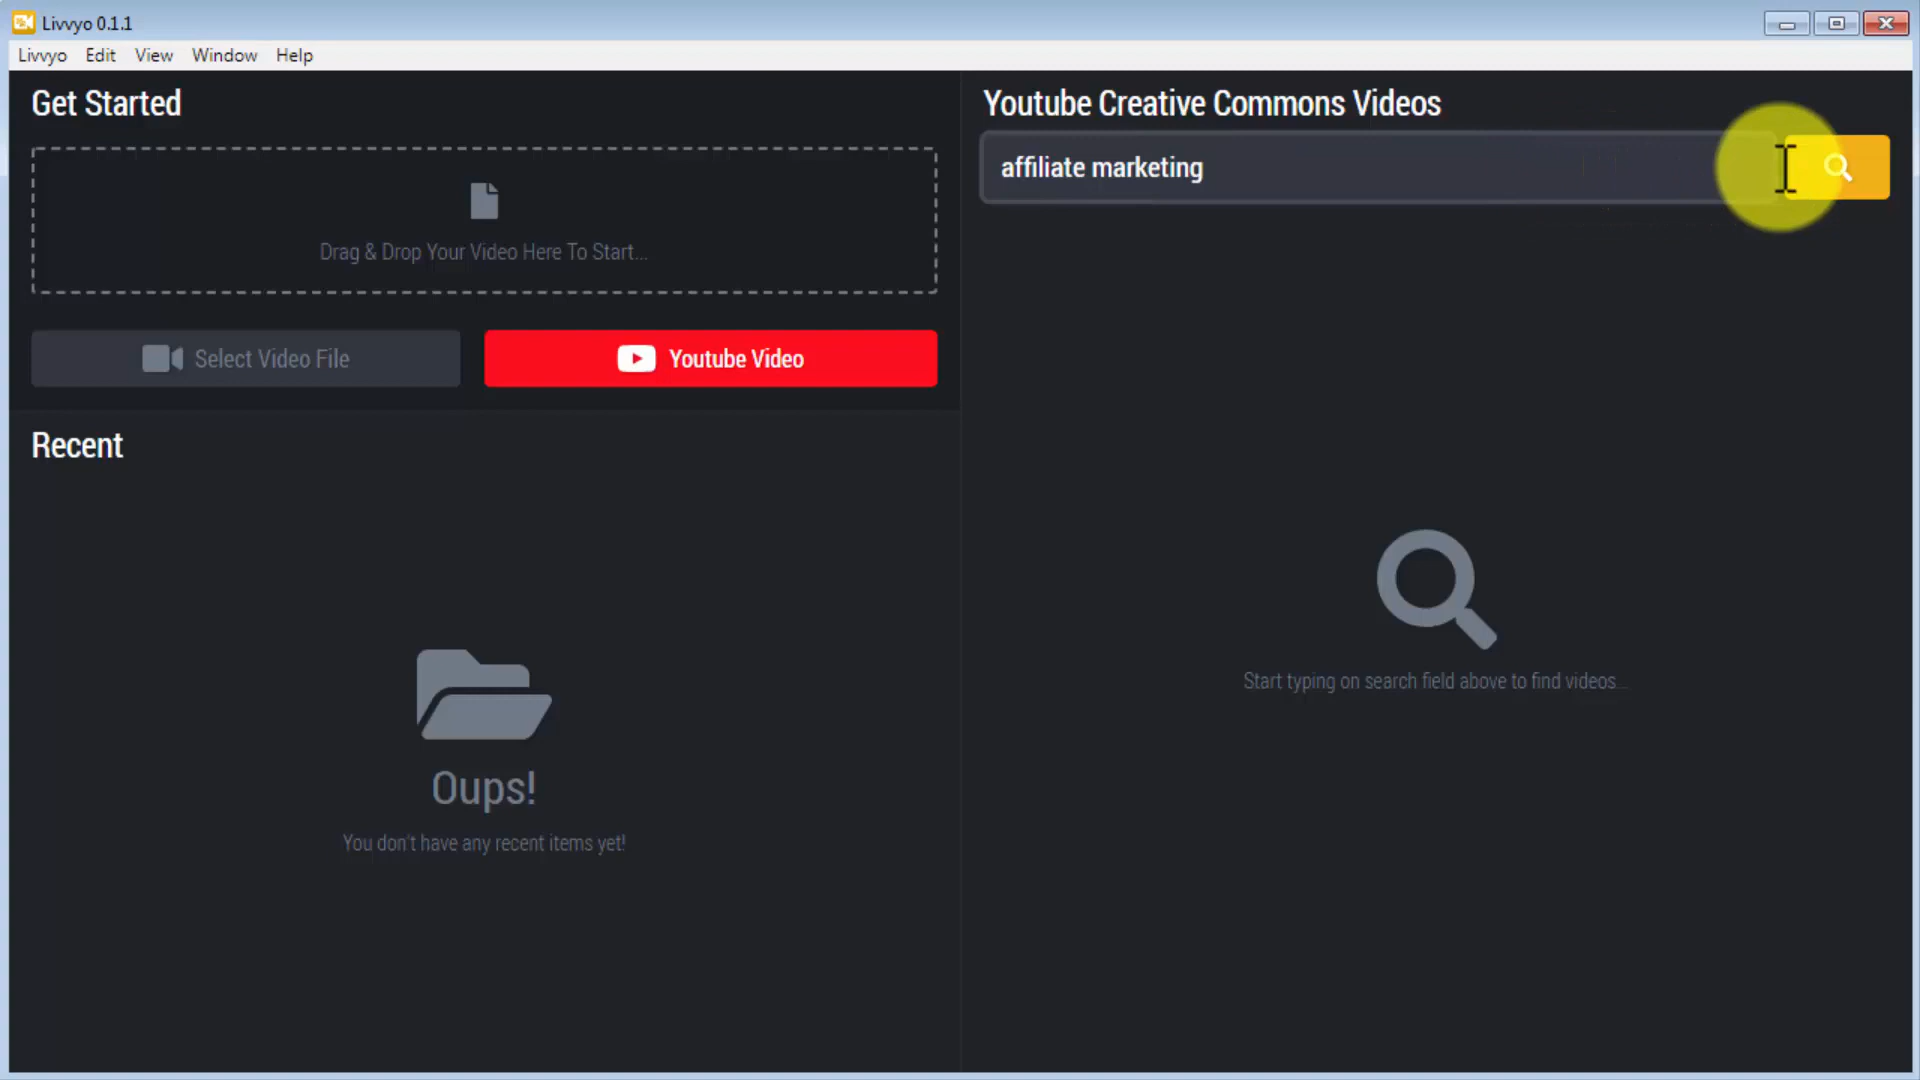 Livvyo 0.1.1
Livvyo Edit View Window Help
Get Started
Drag & Drop Your Video Here To Start...
Select Video File
Youtube Video
Recent
Oups!
You don't have any recent items yet!
Youtube Creative Commons Videos
affiliate marketing
Start typing on search field above to find videos...